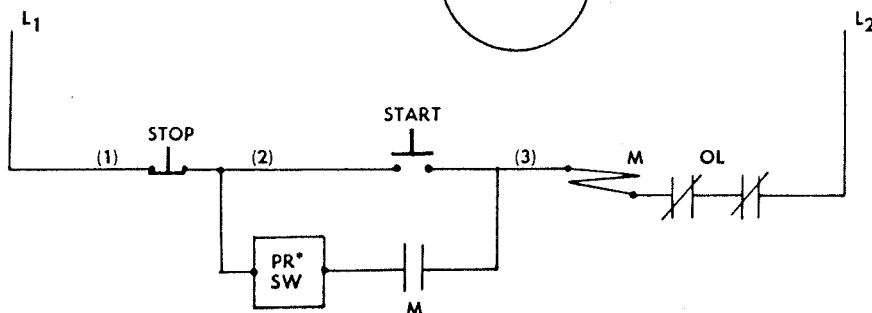 L1
L2
START
STOP
(1)
(2)
(3)
M
OL
PR*
SW
M